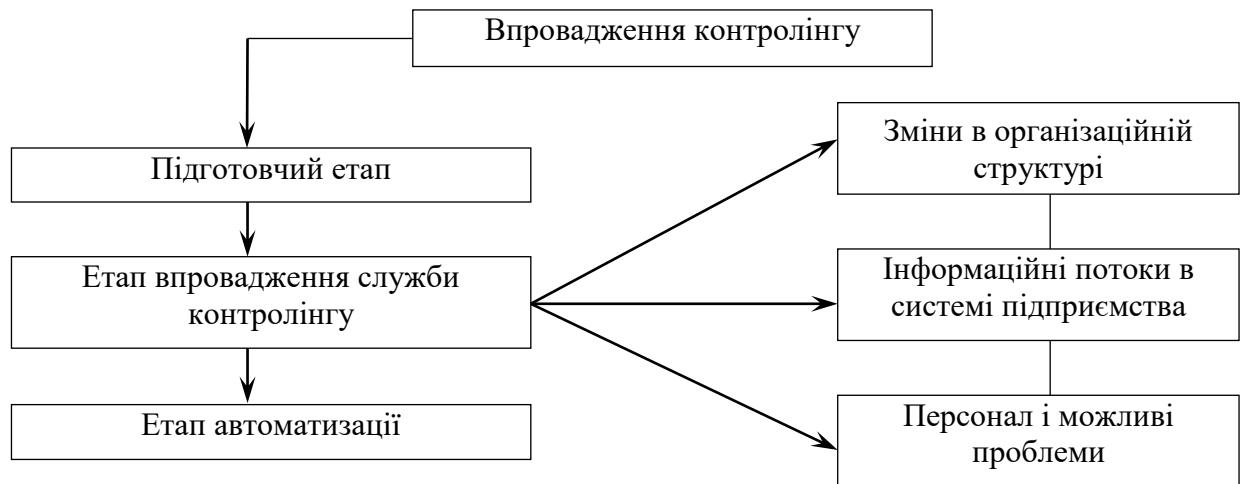 Впровадження контролінгу
Підготовчий етап
Етап впровадження служби
контролінгу
Етап автоматизації
Зміни в організаційній
структурі
Інформаційні потоки в
системі підприємства
Персонал і можливі
проблеми